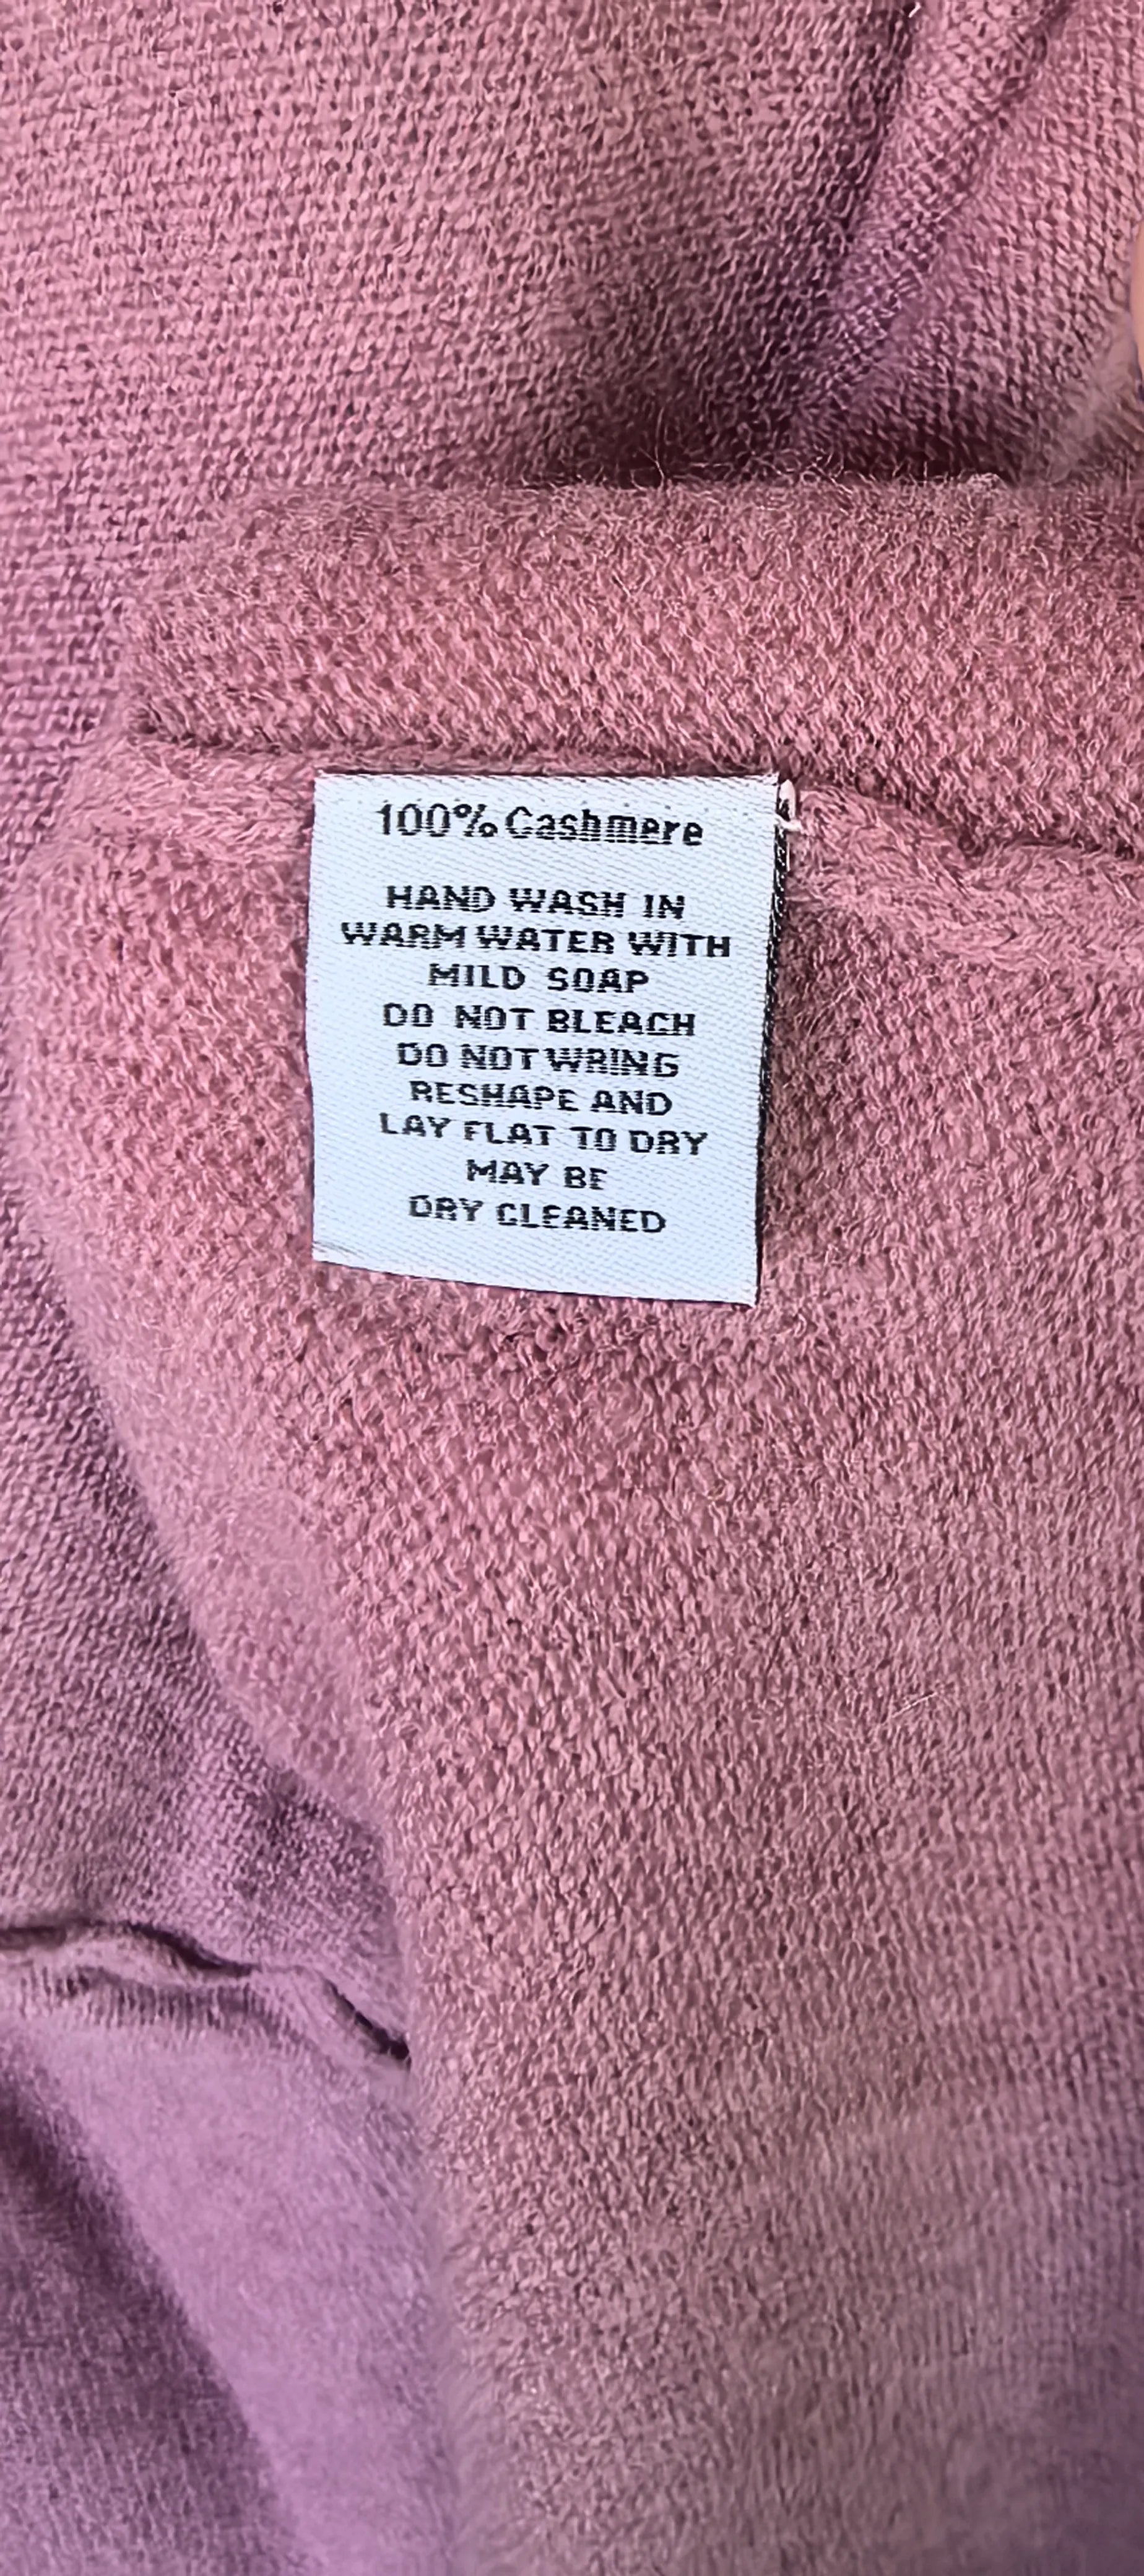 100% Cashmere
HAND WASH IN
WARM WATER WITH
MILD SOAP
DO NOT BLEACH
DO NOT WRING
RESHAPE AND
LAY FLAT TO DRY
MAY BE
DRY CLEANED